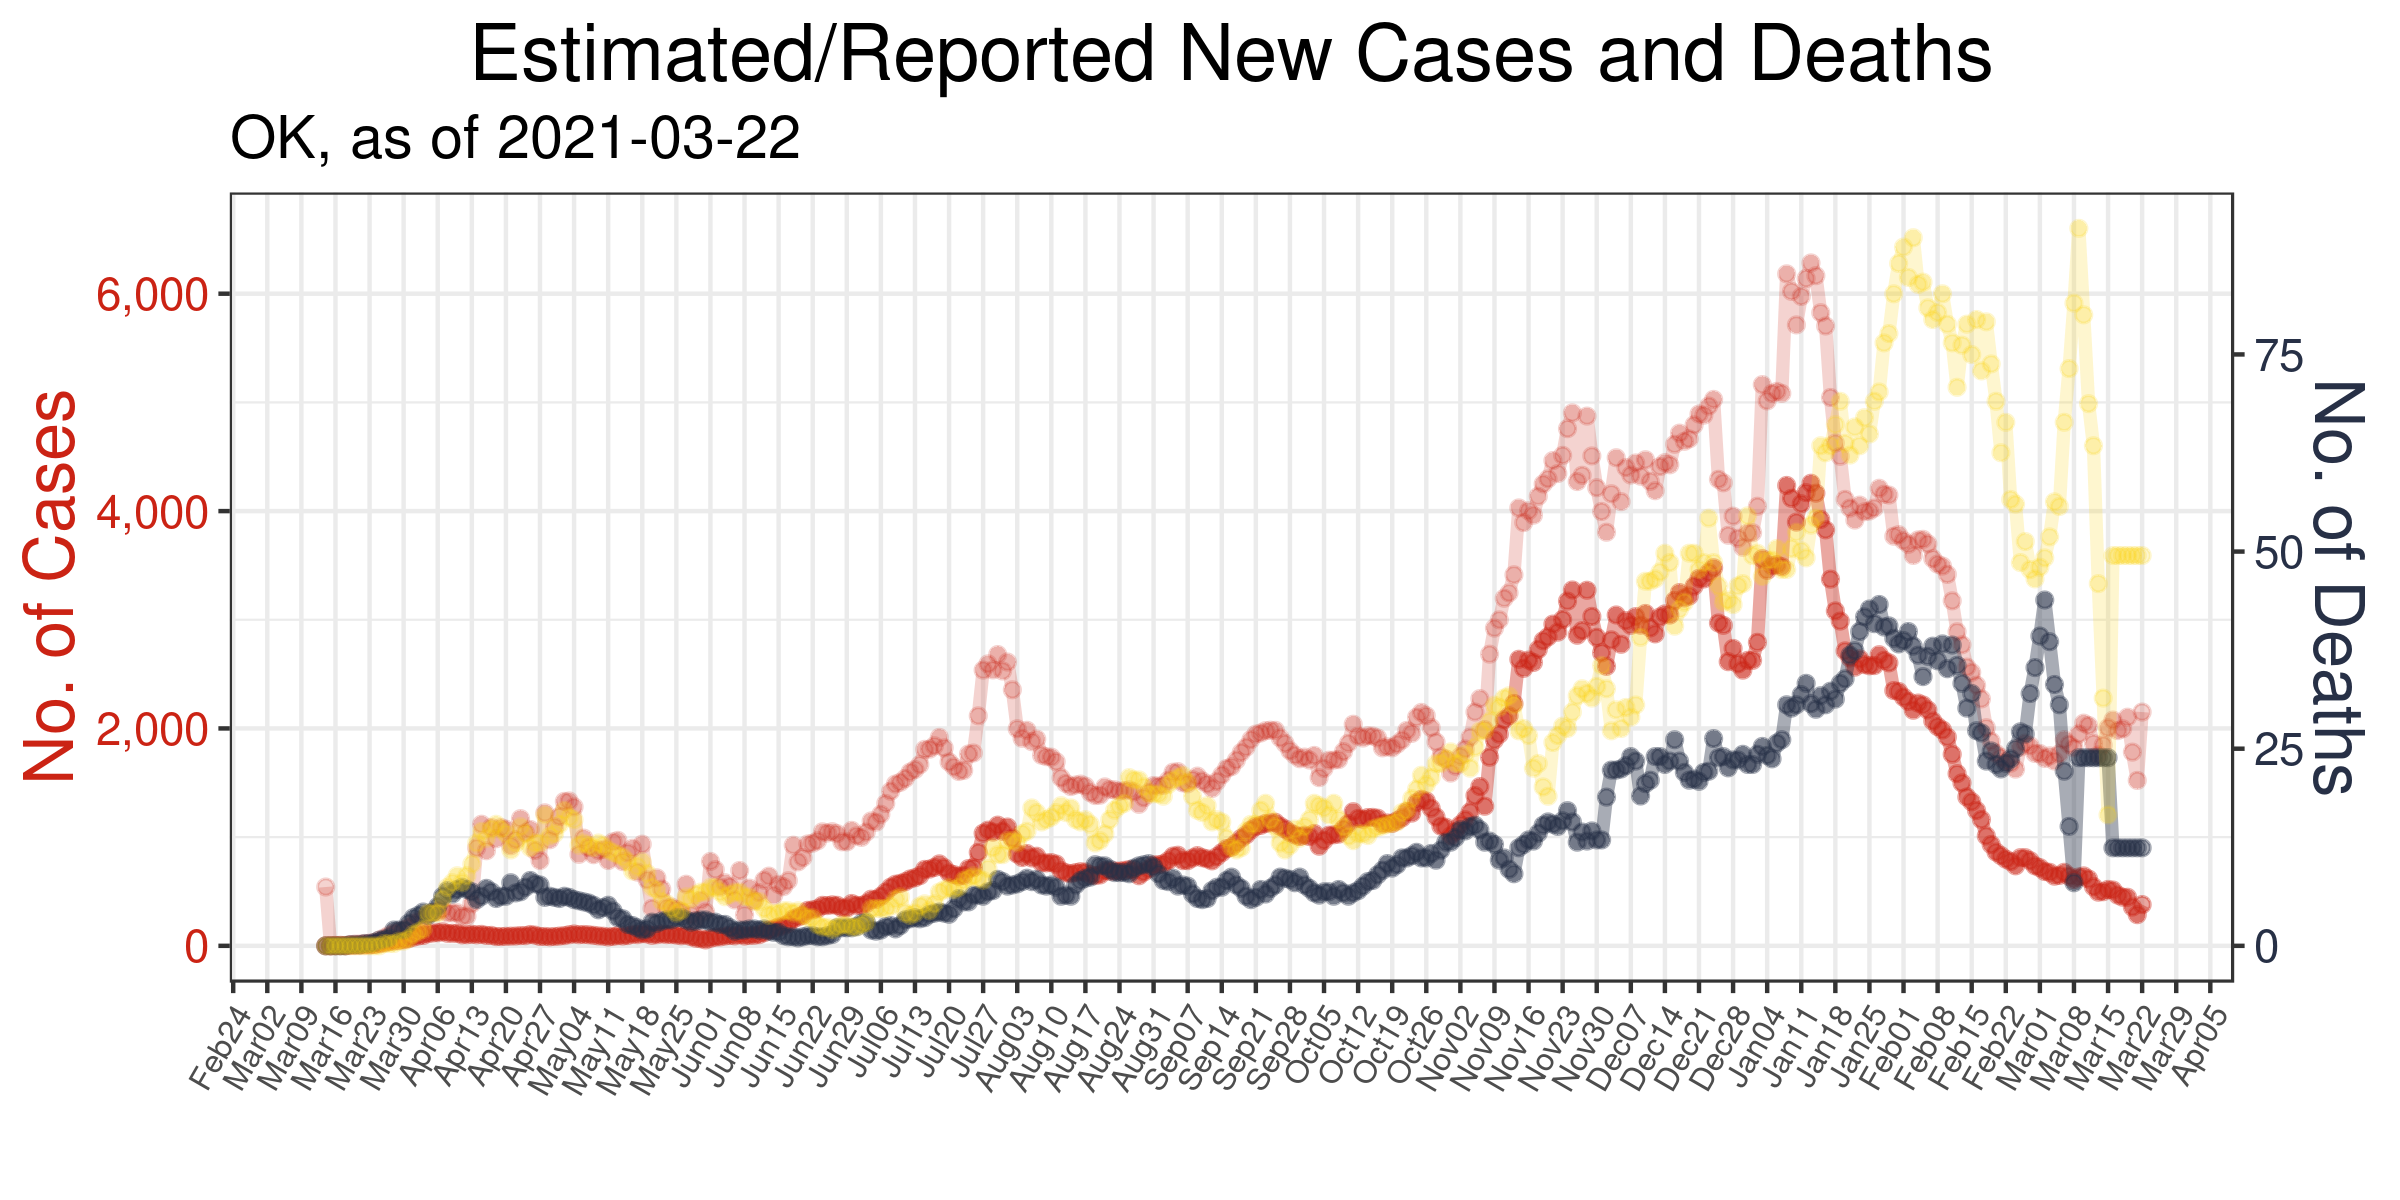 Estimated/Reported New Cases and Deaths
OK, as of 2021-03-22
No. of Cases
6,000
4,000
2,000
0
75
50
25
0
No. of Deaths
Feb24
Mar02
Mar09
Mar16
Mar23
Mar30
Apr06
Apr13
Apr20
Apr27
May04
May11
May18
May25
Jun01
Jun08
Jun15
Jun22
Jun29
Jul06
Jul13
Jul20
Jul27
Aug03
Aug10
Aug17
Aug24
Aug31
Sep07
Sep14
Sep21
Sep28
Oct05
Oct12
Oct19
Oct26
Nov02
Nov09
Nov16
Nov23
Nov30
Dec07
Dec14
Dec21
Dec28
Jan04
Jan11
Jan18
Jan25
Feb01
Feb08
Feb15
Feb22
Mar01
Mar08
Mar15
Mar22
Mar29
Apr05